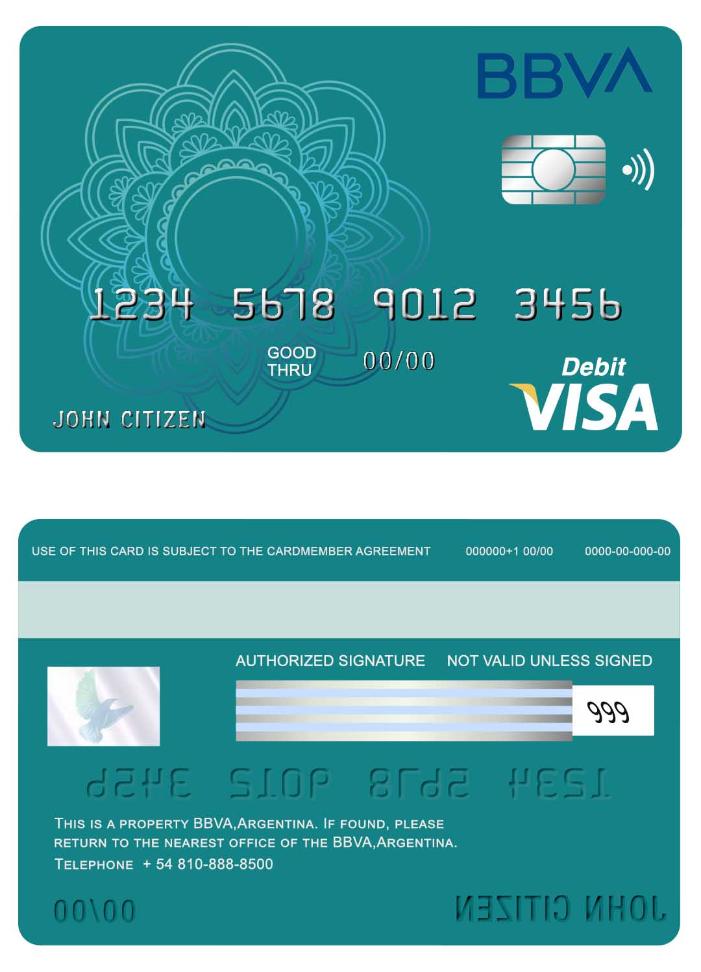 BBVA
1234 5678 9012 3456
GOOD
THRU
00/00
Debit
VISA
JOHN CITIZEN
USE OF THIS CARD IS SUBJECT TO THE CARDMEMBER AGREEMENT 000000+1 00/00 0000-00-000-00
AUTHORIZED SIGNATURE NOT VALID UNLESS SIGNED
999
1234 5678 9012 3456
THIS IS A PROPERTY BBVA,ARGENTINA. IF FOUND, PLEASE
RETURN TO THE NEAREST OFFICE OF THE BBVA,ARGENTINA.
TELEPHONE + 54 810-888-8500
00/00 JOHN CITIZEN